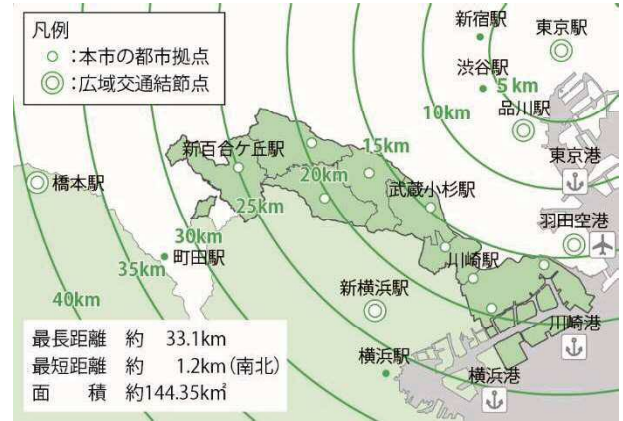 凡例
:本市の都市拠点
:広域交通結節点
新宿駅
東京駅
渋谷駅
5 km
10km
品川駅
東京港
15km
新百合ケ丘駅
20km
武蔵小杉駅
橋本駅
25km
羽田空港
30km
町田駅
川崎駅
35km
新横浜駅
40km
川崎港
横浜駅
横浜港
最長距離 約 33.1km
最短距離 約 1.2km(南北)
面 積 約144.35k㎡